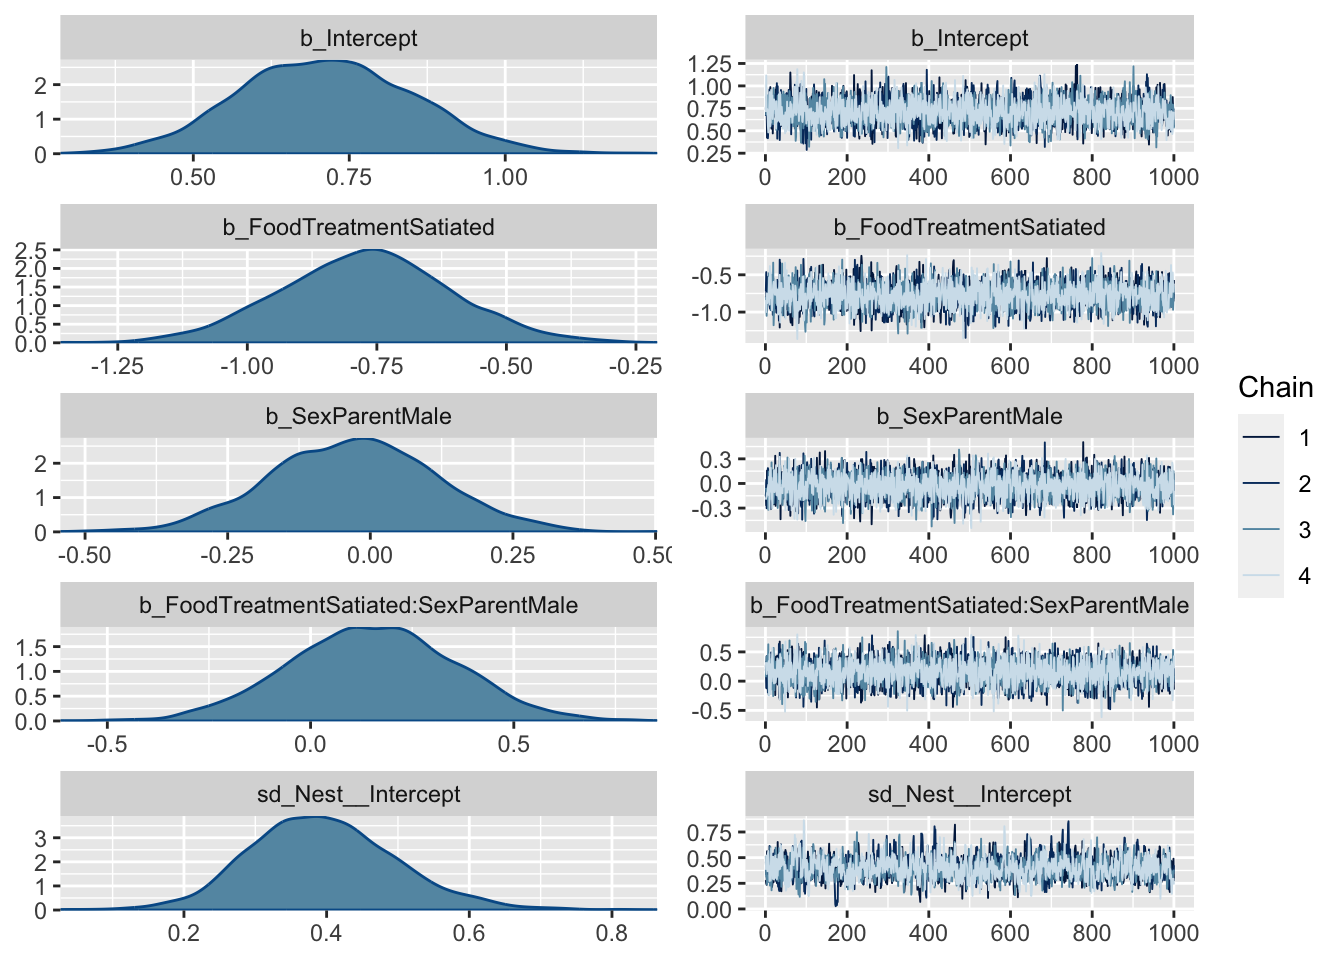 b_Intercept
2
1
0
0.50 0.75 1.00
b_Intercept
1.25
1.00
0.75
0.50
0.25
0 200 400 600 800 1000
b_FoodTreatmentSatiated
2.5
2.0
1.5
1.0
0.5
0.0
-1.25 -1.00 -0.75 -0.50 -0.25
b_FoodTreatmentSatiated
-0.5
-1.0
0 200 400 600 800 1000
b_SexParentMale
2
1
0
-0.50 -0.25 0.00 0.25 0.50
b_SexParentMale
0.3
0.0
-0.3
0 200 400 600 800 1000
b_FoodTreatmentSatiated:SexParentMale
1.5
1.0
0.5
0.0
-0.5 0.0 0.5
b_FoodTreatmentSatiated:SexParentMale
0.5
0.0
-0.5
0 200 400 600 800 1000
sd_Nest__Intercept
3
2
1
0
0.2 0.4 0.6 0.8
sd_Nest__Intercept
0.75
0.50
0.25
0.00
0 200 400 600 800 1000
Chain
1
2
3
4